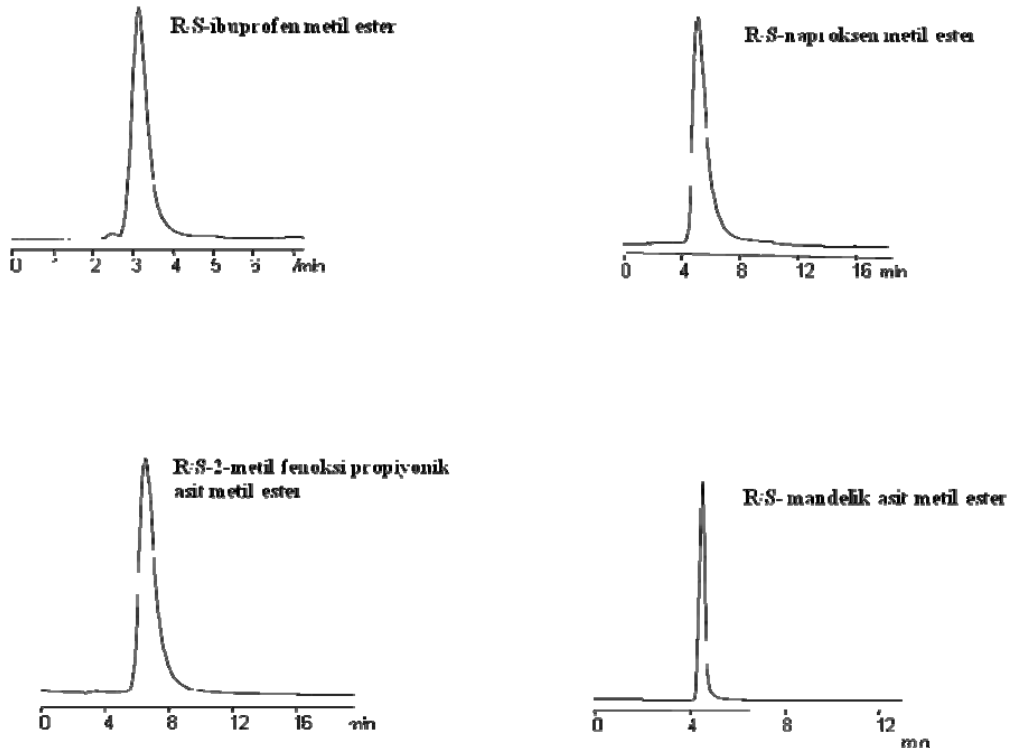 R/S-ibuprofen metil ester
R/S-naproksen metil ester
0 2 3 4 5 6 /min
0 4 8 12 16 min
R/S-2-metil fenoksi propiyonik
asit metil ester
R/S- mandelik asit metil ester
0 4 8 12 16 min
0 4 8 12